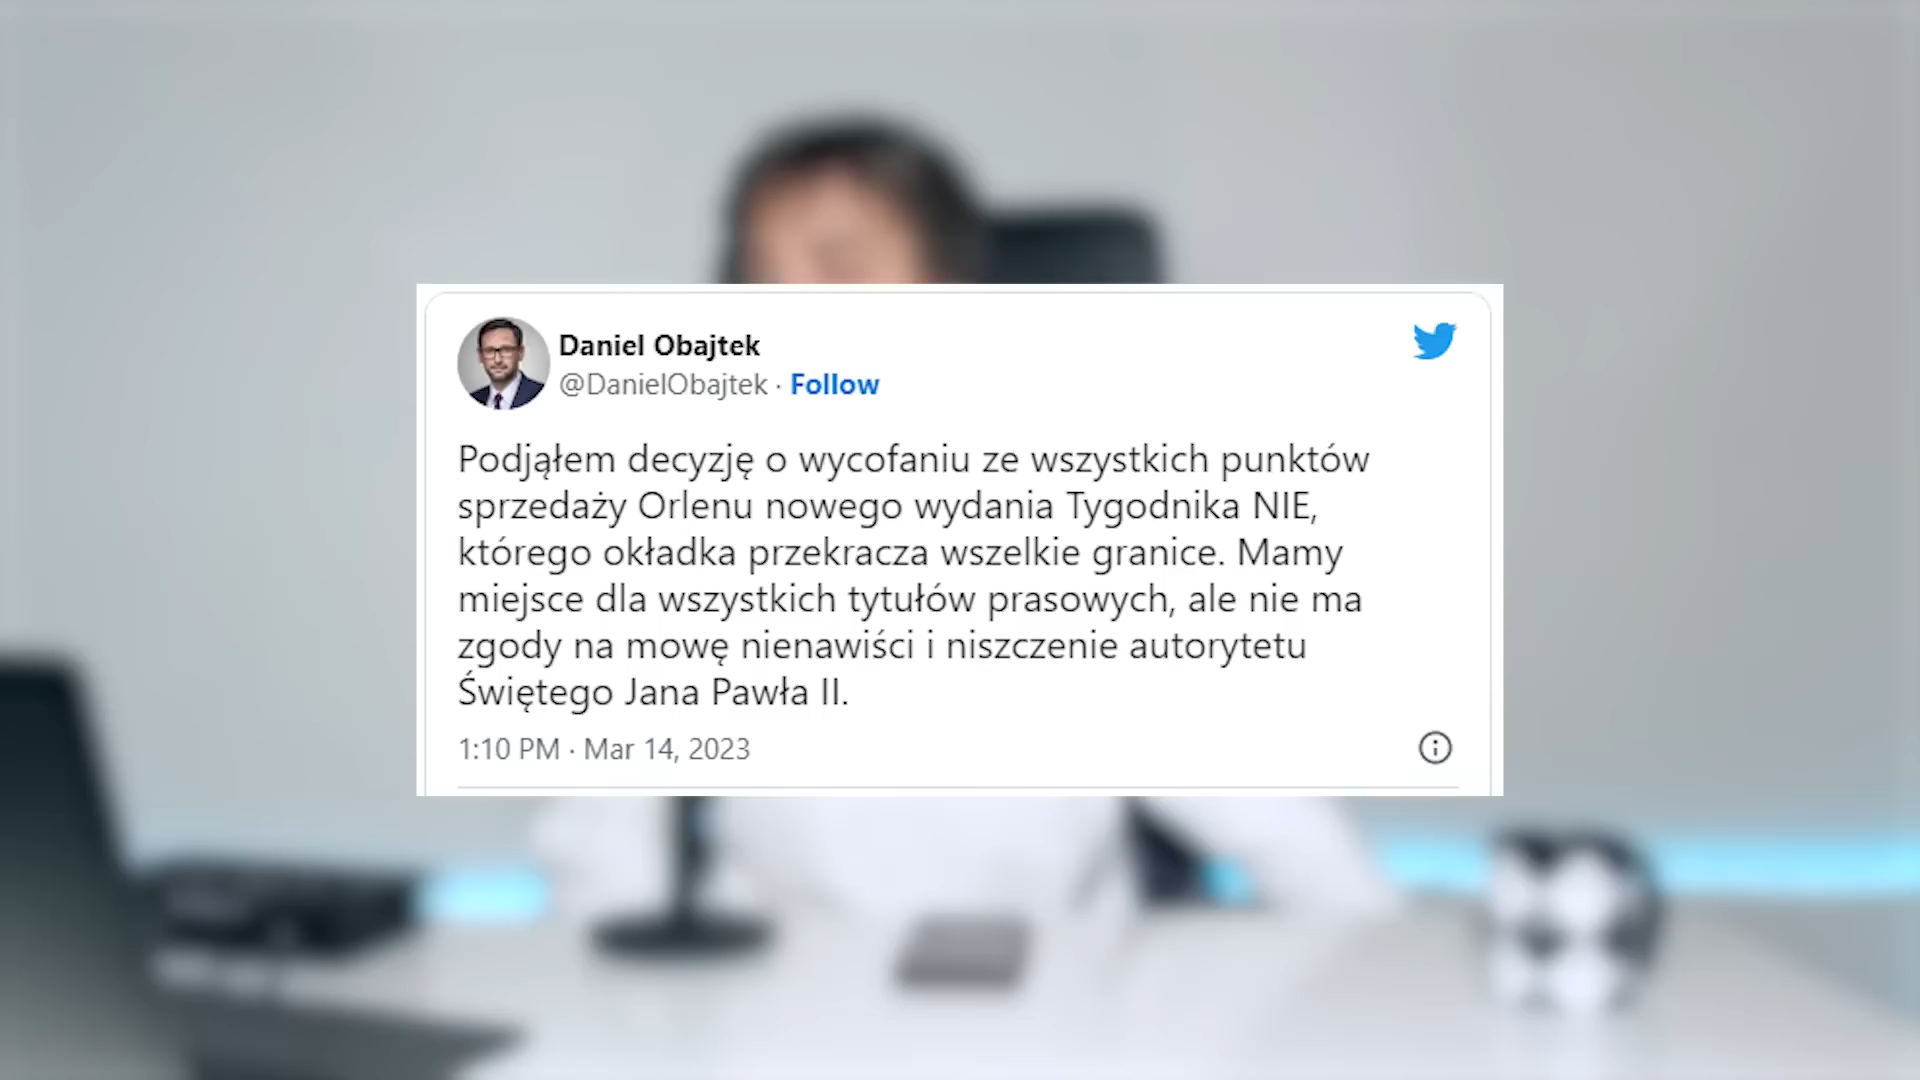 Daniel Obajtek
@DanielObajtek · Follow
Podjąłem decyzję o wycofaniu ze wszystkich punktów
sprzedaży Orlenu nowego wydania Tygodnika NIE,
którego okładka przekracza wszelkie granice. Mamy
miejsce dla wszystkich tytułów prasowych, ale nie ma
zgody na mowę nienawiści i niszczenie autorytetu
Świętego Jana Pawła II.
1:10 PM · Mar 14, 2023